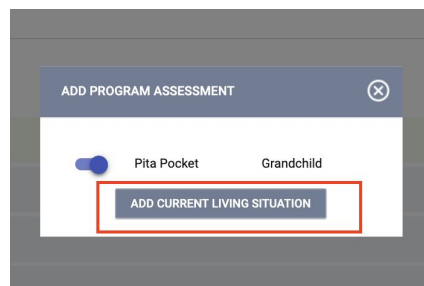 ADD PROGRAM ASSESSMENT
Pita Pocket Grandchild
ADD CURRENT LIVING SITUATION